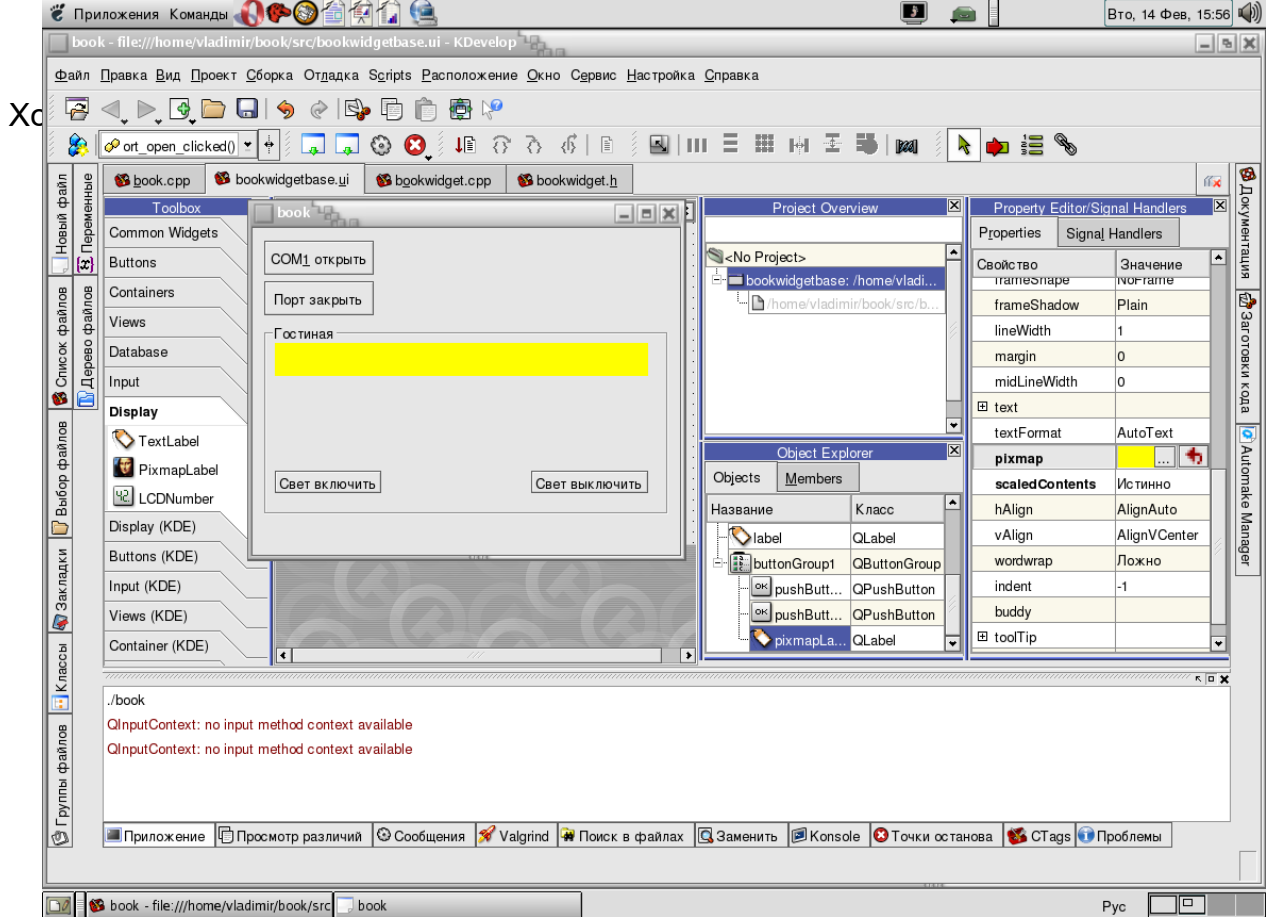 Приложения Команды Вто, 14 Фев, 15:56
book - file:///home/vladimir/book/src/bookwidgetbase.ui - KDevelop
Файл Правка Вид Проект Сборка Отладка Scripts Расположение Окно Сервис Настройка Справка
Хо
ort_open_clicked()
book.cpp bookwidgetbase.ui bookwidget.cpp bookwidget.h
Новый файл
Список файлов
Выбор файлов
Закладки
Классы
Группы файлов
Переменные
Дерево файлов
Toolbox
Common Widgets
Buttons
Containers
Views
Database
Input
Display
TextLabel
PixmapLabel
LCDNumber
Display (KDE)
Buttons (KDE)
Input (KDE)
Views (KDE)
Container (KDE)
book
COM1 открыть
Порт закрыть
Гостиная
Свет включить Свет выключить
Project Overview
<No Project>
bookwidgetbase: /home/vladi...
/home/vladimir/book/src/b...
Object Explorer
Objects Members
Название Класс
label QLabel
buttonGroup1 QButtonGroup
pushButt... QPushButton
pushButt... QPushButton
pixmapLa... QLabel
Property Editor/Signal Handlers
Properties Signal Handlers
Свойство Значение
frameShape NoFrame
frameShadow Plain
lineWidth 1
margin 0
midLineWidth 0
text
textFormat AutoText
pixmap ...
scaledContents Истинно
hAlign AlignAuto
vAlign AlignVCenter
wordwrap Ложно
indent -1
buddy
toolTip
Документация
Заготовки кода
Automake Manager
./book
QInputContext: no input method context available
QInputContext: no input method context available
Приложение Просмотр различий Сообщения Valgrind Поиск в файлах Заменить Konsole Точки останова CTags Проблемы
book - file:///home/vladimir/book/src book Рус